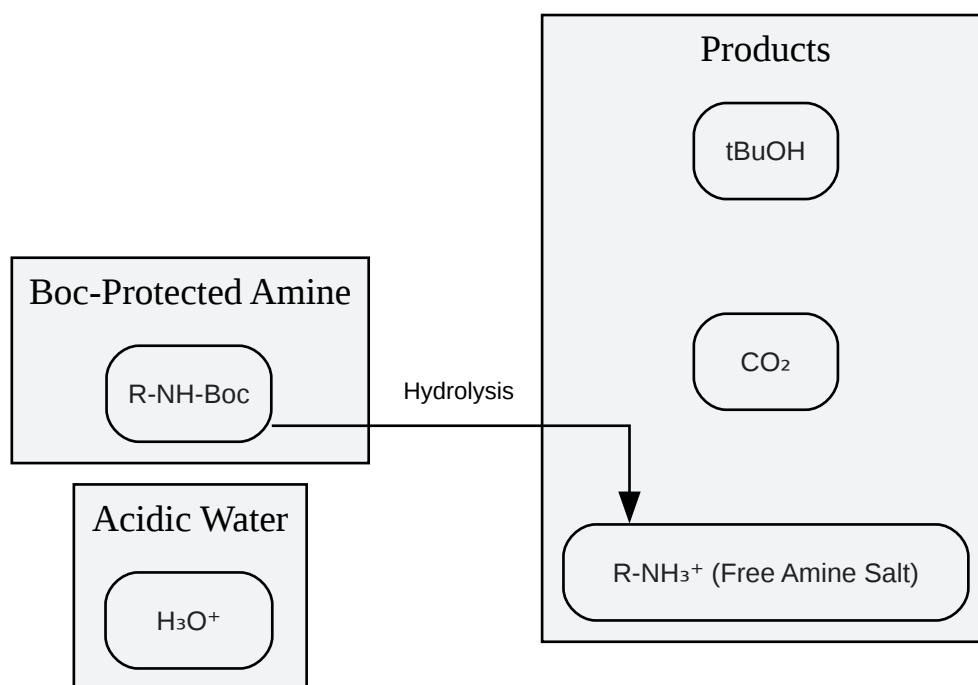 Products
tBuOH
CO₂
Boc-Protected Amine
R-NH-Boc
Hydrolysis
Acidic Water
H₃O⁺
R-NH₃⁺ (Free Amine Salt)